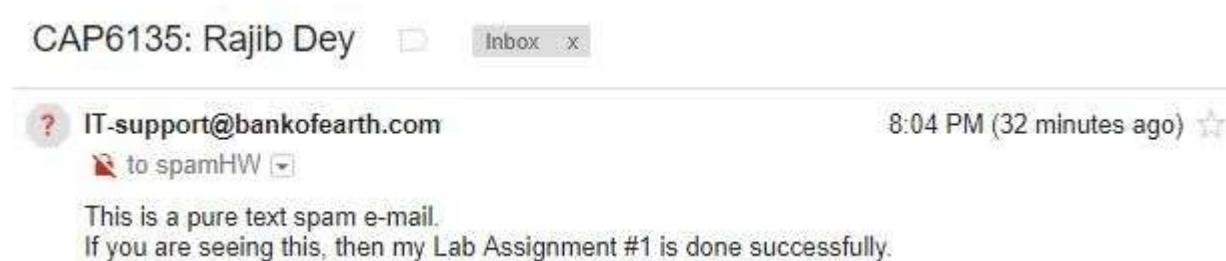 CAP6135: Rajib Dey Inbox x
? IT-support@bankofearth.com 8:04 PM (32 minutes ago)
to spamHW
This is a pure text spam e-mail.
If you are seeing this, then my Lab Assignment #1 is done successfully.